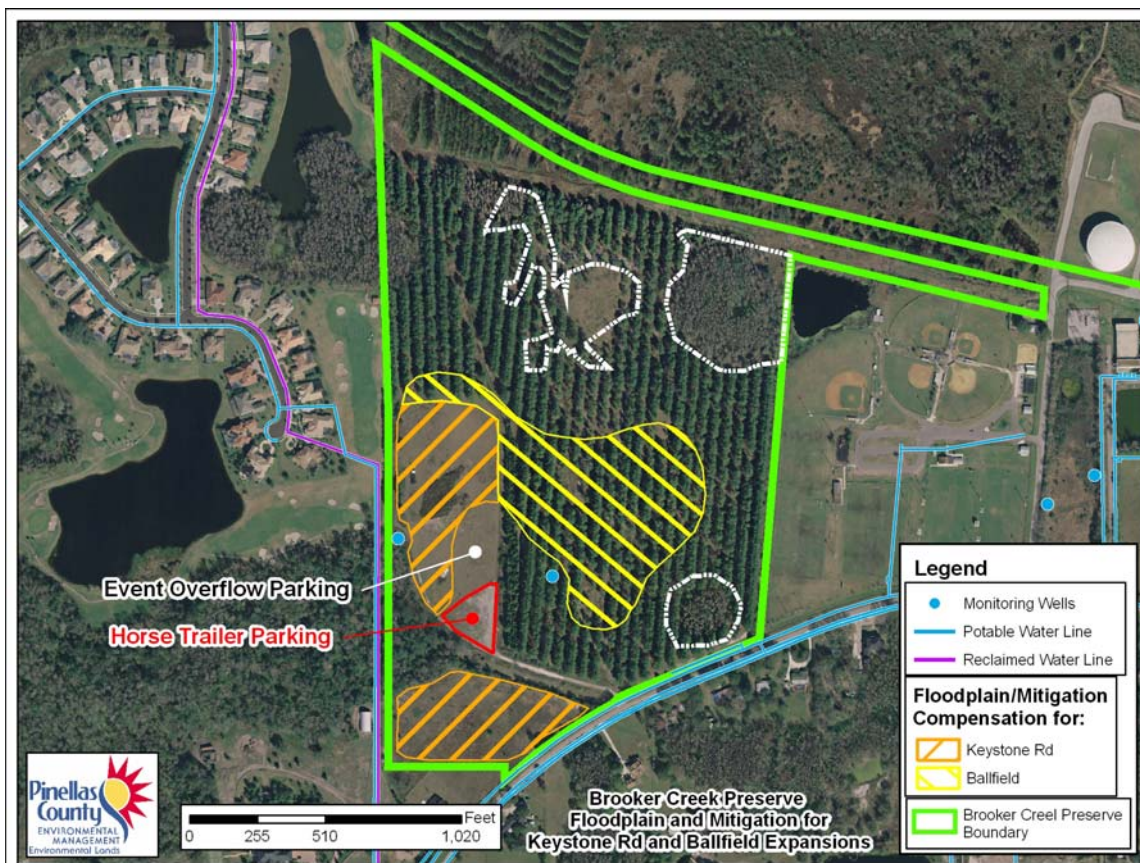 Event Overflow Parking
Horse Trailer Parking
Legend
Monitoring Wells
Potable Water Line
Reclaimed Water Line
Floodplain/Mitigation
Compensation for:
Keystone Rd
Ballfield
Brooker Creel Preserve
Boundary
Pinellas
County
ENVIRONMENTAL
MANAGEMENT
Environmental Lands
Feet
0 255 510 1,020
Brooker Creek Preserve
Floodplain and Mitigation for
Keystone Rd and Ballfield Expansions